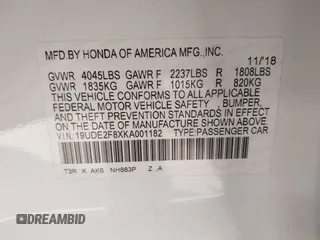 MFD.BY HONDA OF AMERICA MFG.,INC.
11/18
GVWR 4045LBS GAWR F 2237LBS R 1808LBS
GVWR 1835KG GAWR F 1015KG R 820KG
THIS VEHICLE CONFORMS TO ALL APPLICABLE
FEDERAL MOTOR VEHICLE SAFETY , BUMPER,
AND THEFT PREVENTION STANDARDS IN EFFECT
ON THE DATE OF MANUFACTURE SHOWN ABOVE.
V.I.N:19UDE2F8XKA001182 TYPE:PASSENGER CAR
T3R K AK6 NH883P Z .A
DREAMBID
DREAMBID